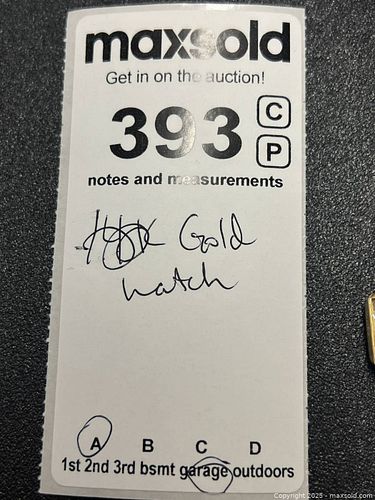 maxsold
Get in on the auction!
393
C
P
notes and measurements
Gold
watch
A B C D
1st 2nd 3rd bsmt garage outdoors
Copyright 2025 - maxsold.com